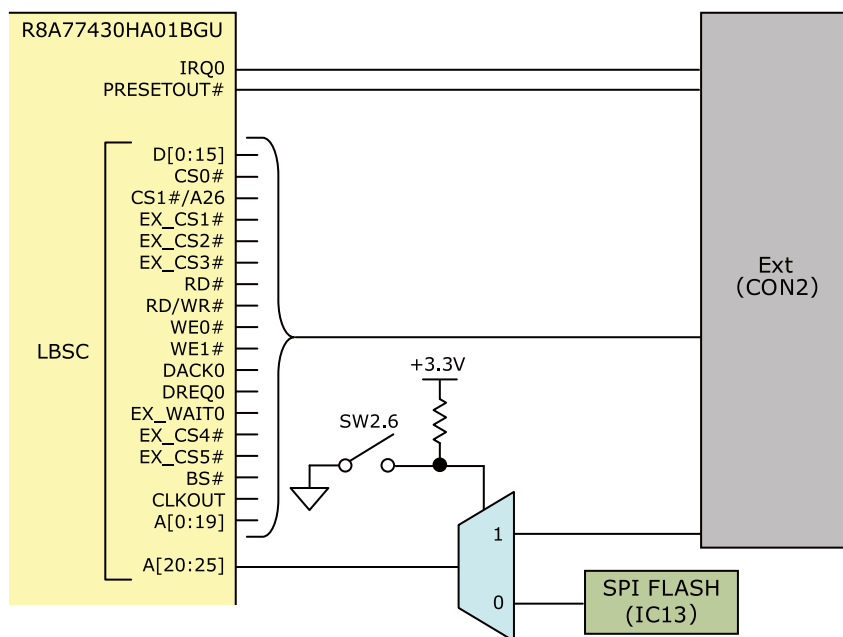 R8A77430HA01BGU
IRQ0
PRESETOUT#
D[0:15]
CS0#
CS1#/A26
EX_CS1#
EX_CS2#
EX_CS3#
RD#
RD/WR#
WE0#
WE1#
DACK0
DREQ0
EX_WAIT0
EX_CS4#
EX_CS5#
BS#
CLKOUT
A[0:19]
A[20:25]
LBSC
Ext
(CON2)
+3.3V
SW2.6
1
0
SPI FLASH
(IC13)